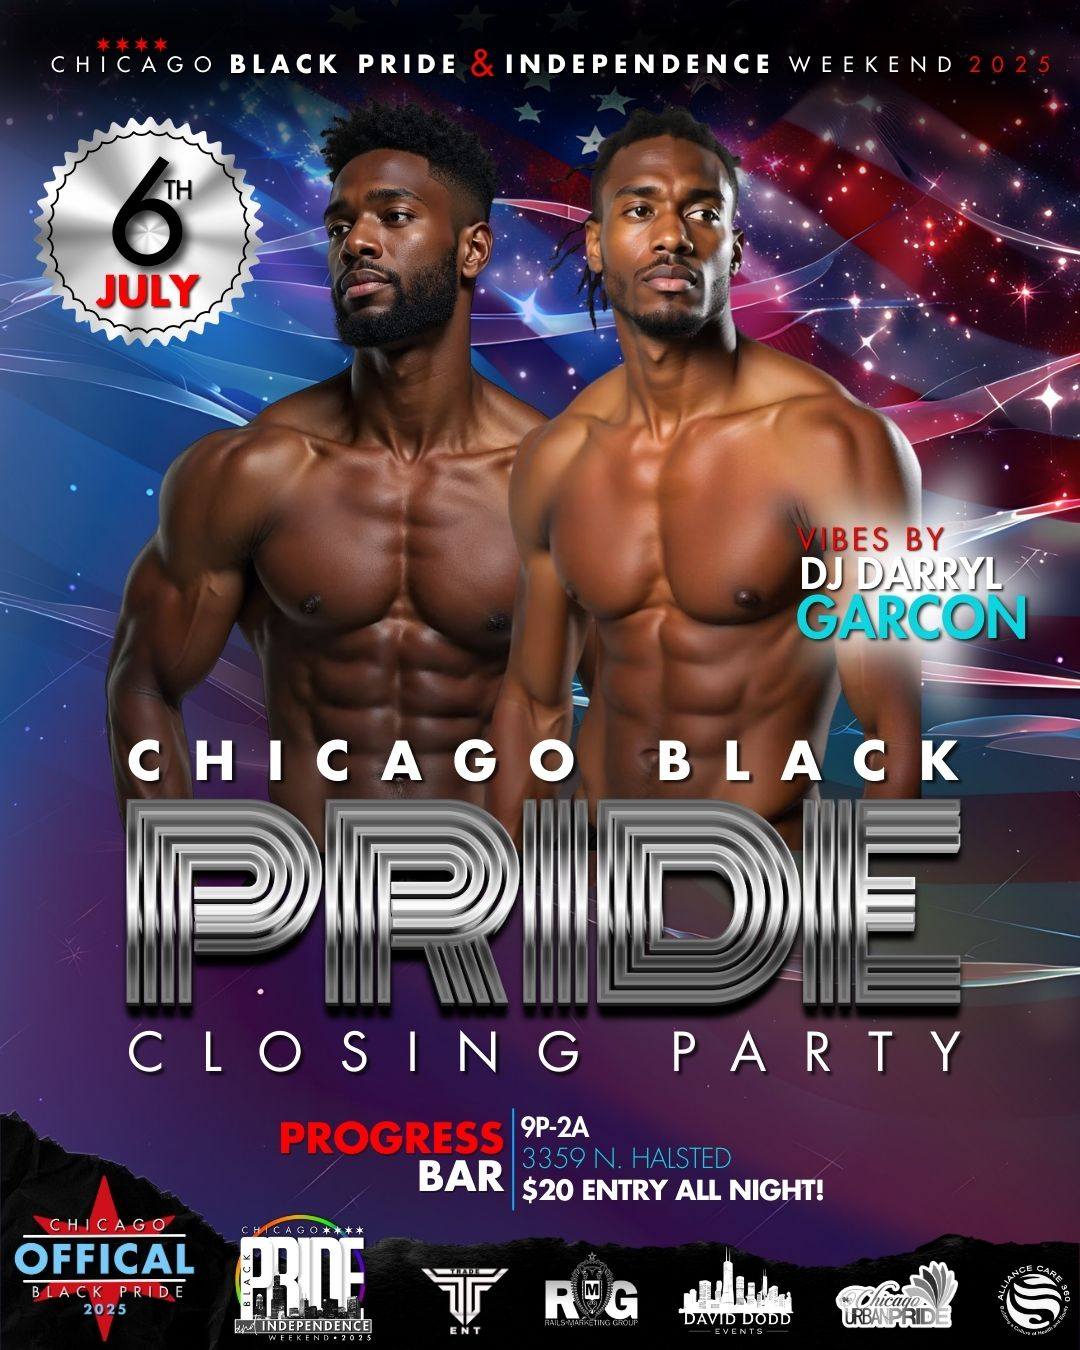 CHICAGO BLACK PRIDE & INDEPENDENCE WEEKEND 2025
6TH
JULY
VIBES BY
DJ DARRYL
GARCON
CHICAGO BLACK
PRIDE
CLOSING PARTY
PROGRESS
BAR
9P-2A
3359 N. HALSTED
$20 ENTRY ALL NIGHT!
CHICAGO
OFFICAL
BLACK PRIDE
2025
CHICAGO
BLACK
PRIDE
and INDEPENDENCE
WEEKEND • 2025
TRADE
ENT
RMG
RAILS MARKETING GROUP
DAVID DODD
EVENTS
Chicago
URBANPRIDE
ALLIANCE CARE 360